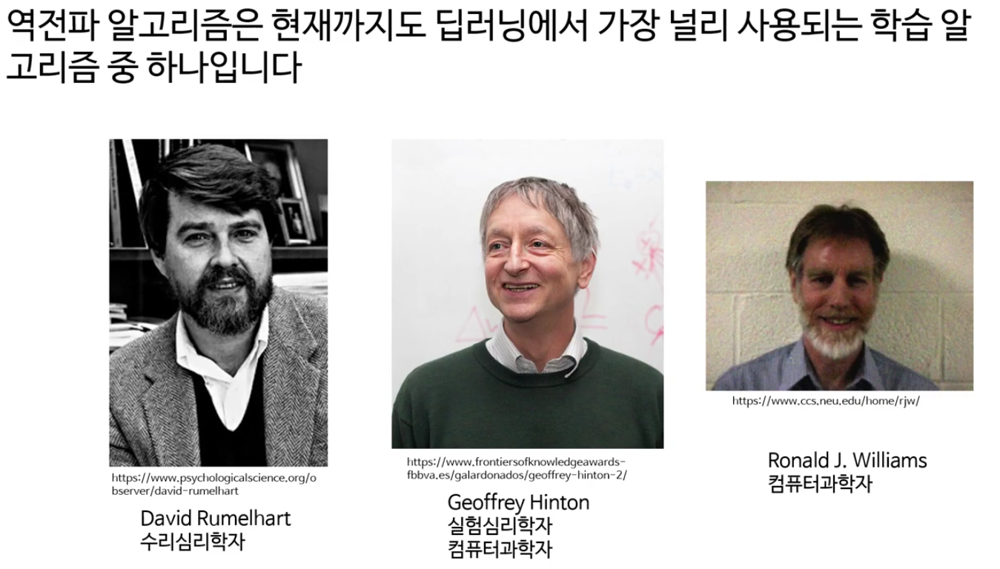 역전파 알고리즘은 현재까지도 딥러닝에서 가장 널리 사용되는 학습 알
고리즘 중 하나입니다
https://www.psychologicalscience.org/o
bserver/david-rumelhart
David Rumelhart
수리심리학자
https://www.frontiersofknowledgeawards-
fbbva.es/galardonados/geoffrey-hinton-2/
Geoffrey Hinton
실험심리학자
컴퓨터과학자
https://www.ccs.neu.edu/home/rjw/
Ronald J. Williams
컴퓨터과학자